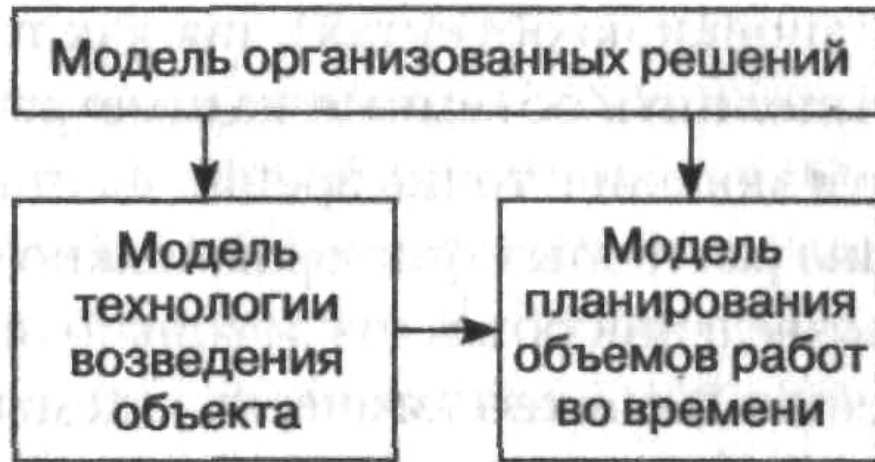 Модель организованных решений
Модель
технологии
возведения
объекта
Модель
планирования
объемов работ
во времени